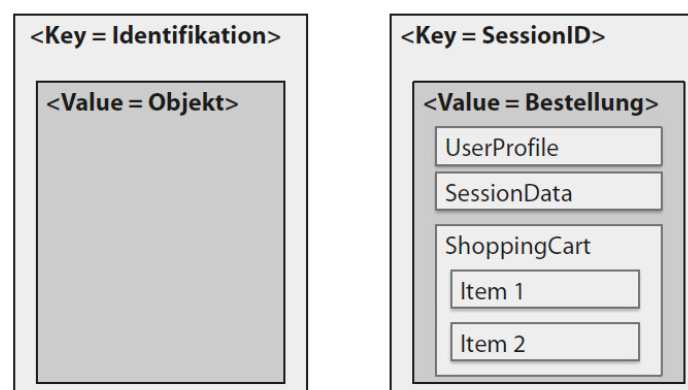 <Key = Identifikation>
<Value = Objekt>
<Key = SessionID>
<Value = Bestellung>
UserProfile
SessionData
ShoppingCart
Item 1
Item 2